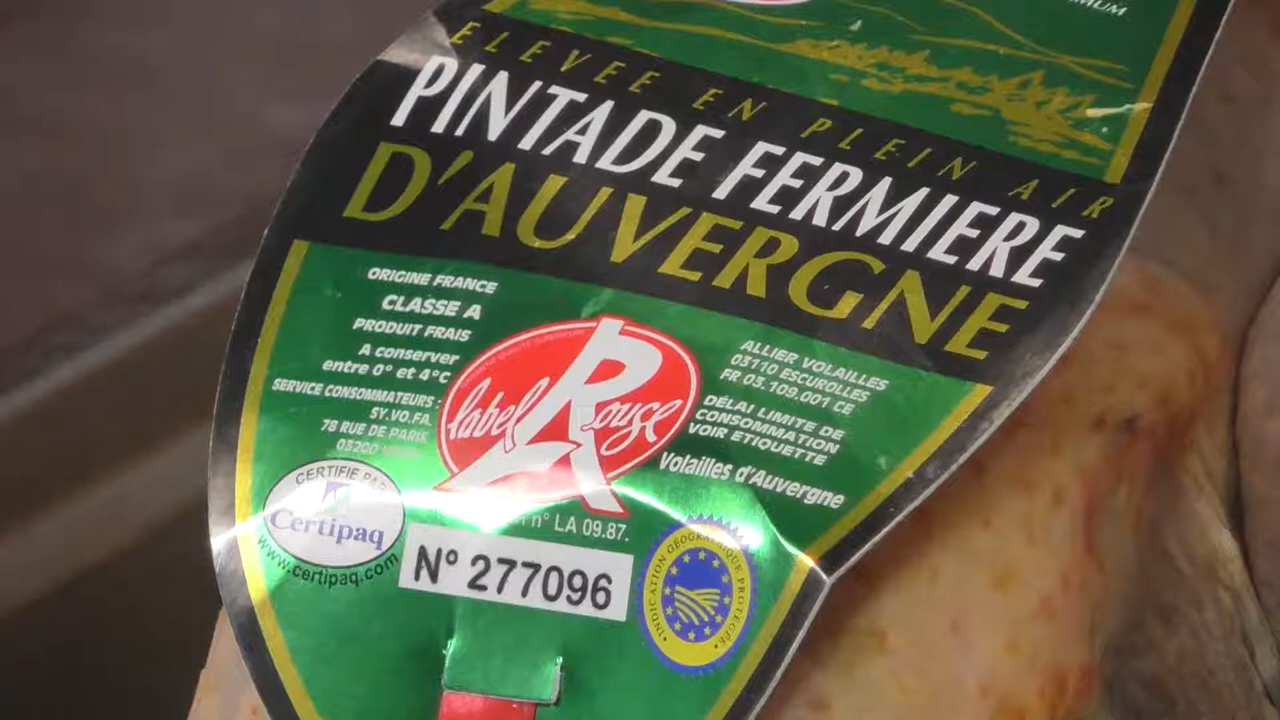 ELEVEE EN PLEIN AIR
PINTADE FERMIERE
D'AUVERGNE
ORIGINE FRANCE
CLASSE A
PRODUIT FRAIS
A conserver
entre 0° et 4°C
SERVICE CONSOMMATEURS :
SY.VO.FA.
78 RUE DE PARIS
03200
label Rouge
ALLIER VOLAILLES
03110 ESCUROLLES
FR 03.109.001 CE
DÉLAI LIMITE DE
CONSOMMATION
VOIR ETIQUETTE
Volailles d'Auvergne
n° LA 09.87.
CERTIFIE PAR
Certipaq
www.certipaq.com
N° 277096
INDICATION GÉOGRAPHIQUE PROTÉGÉE